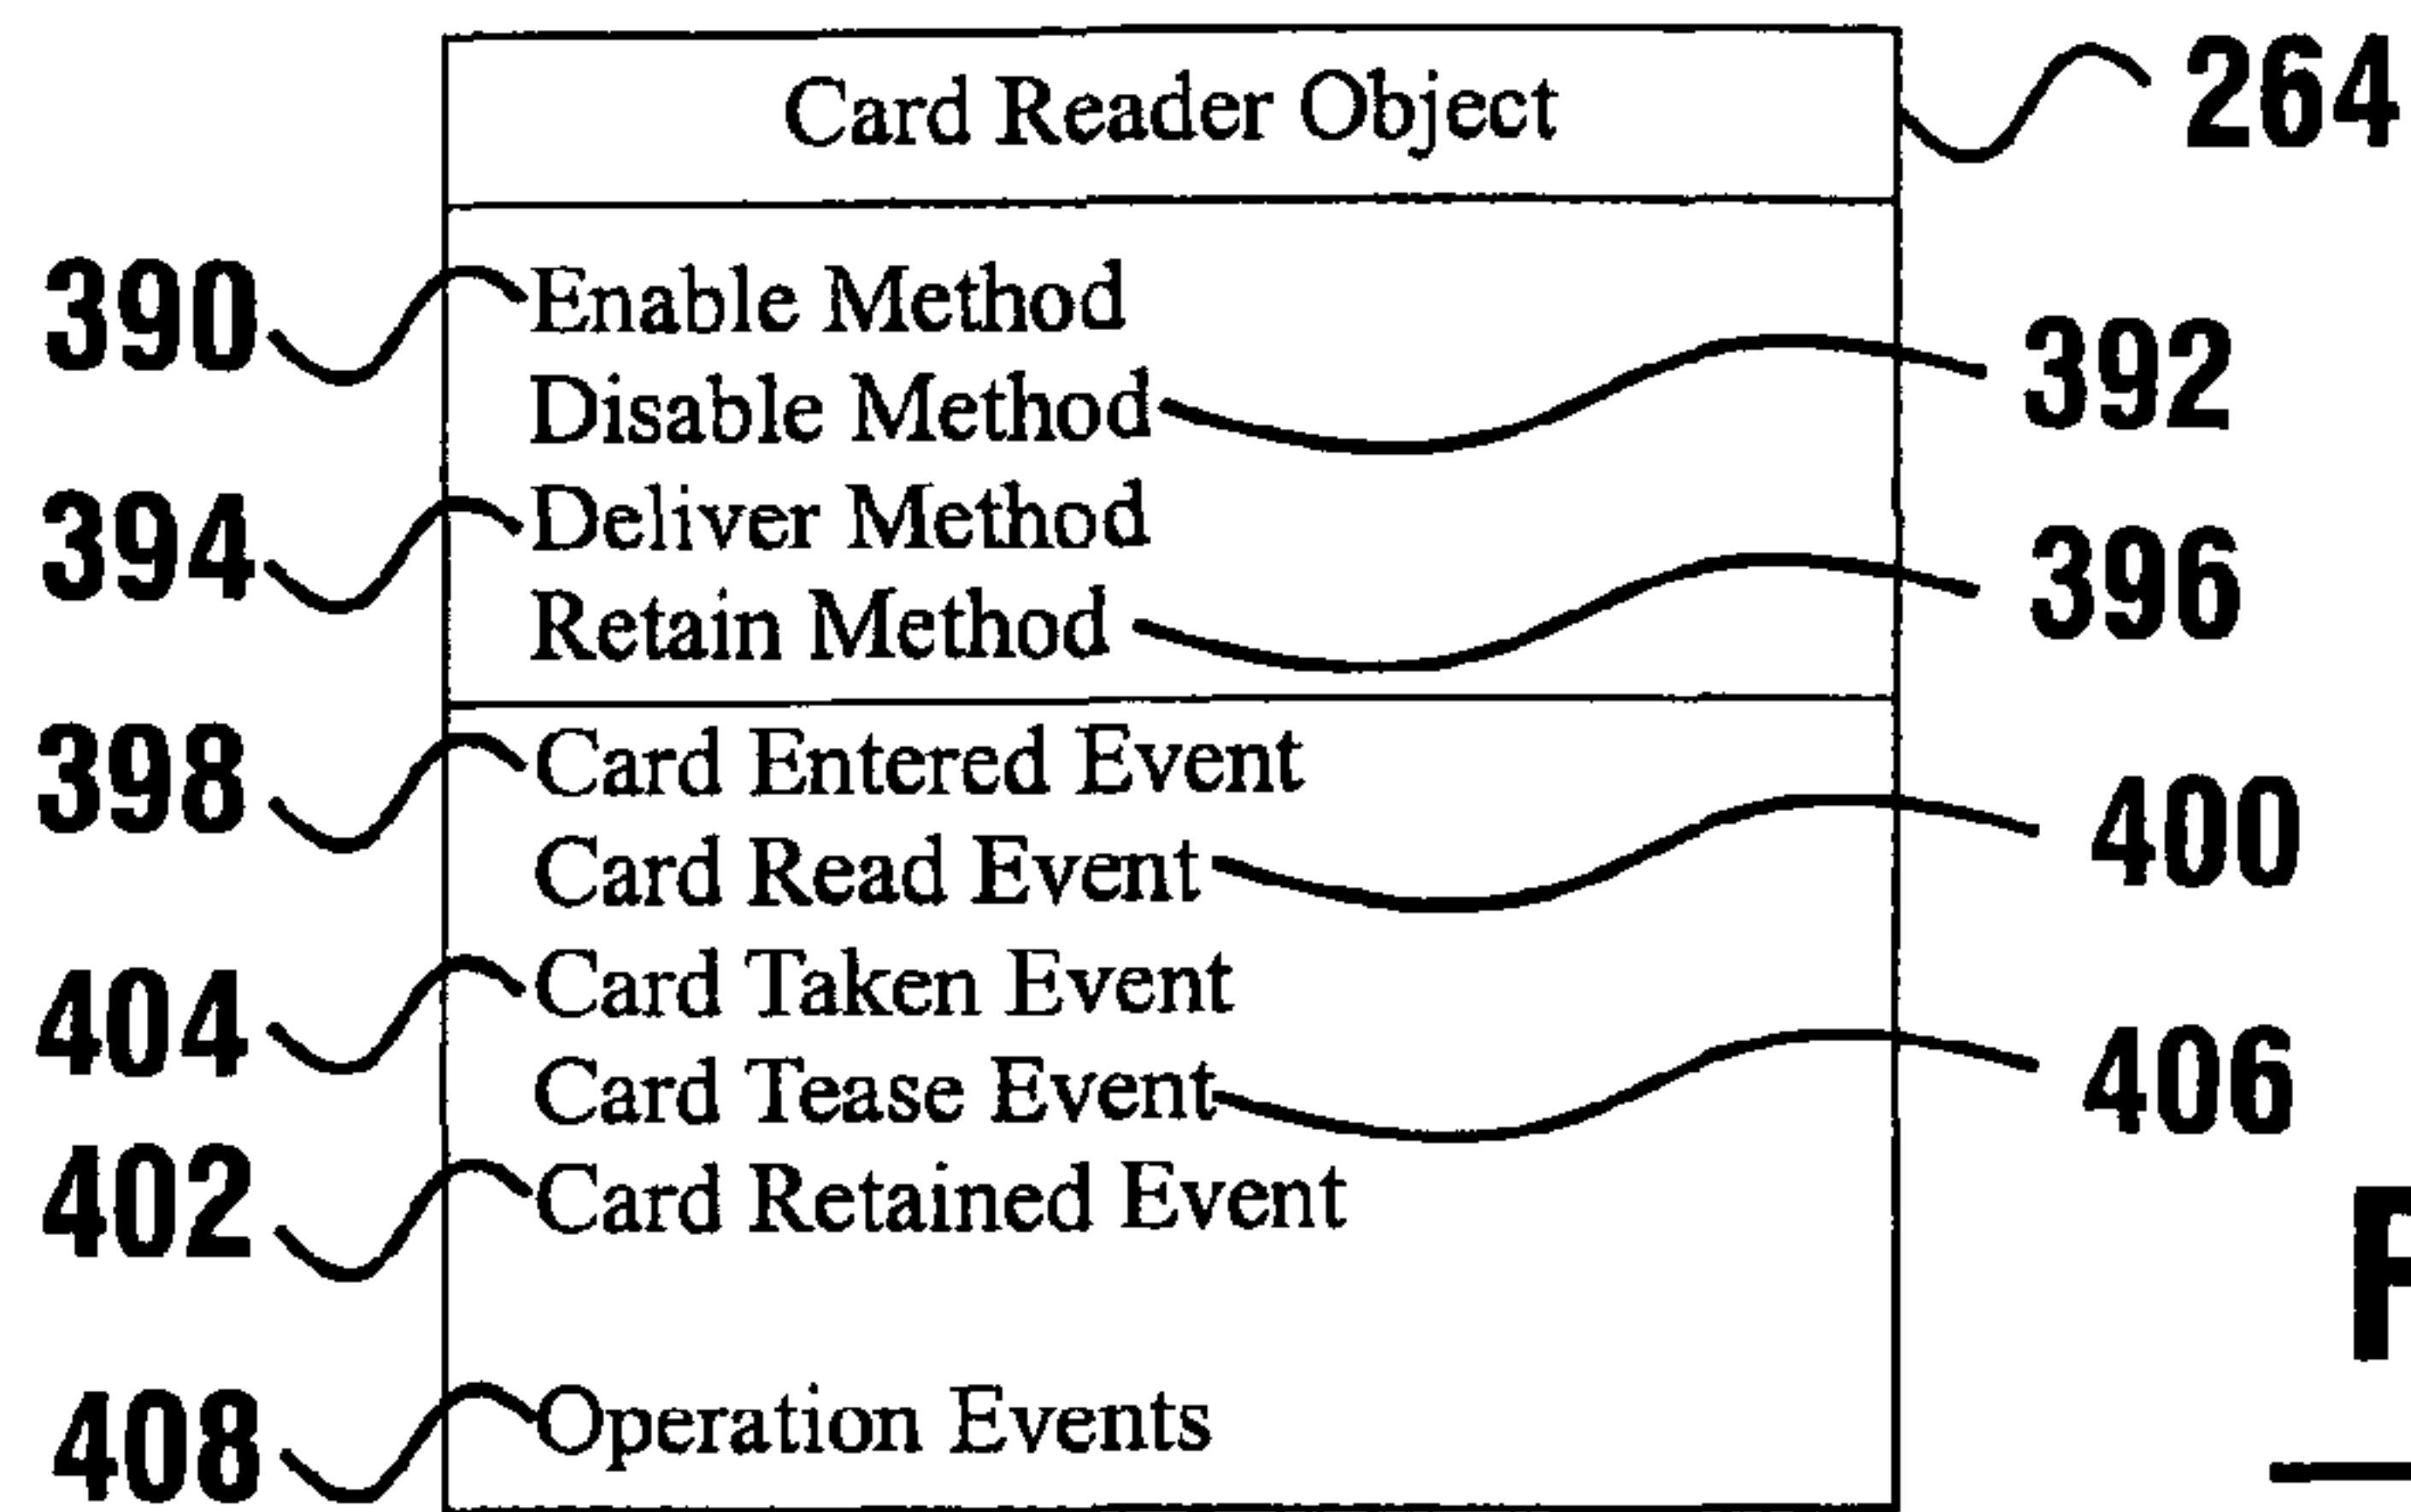 Card Reader Object 264
390 Enable Method
Disable Method 392
394 Deliver Method
Retain Method 396
398 Card Entered Event
Card Read Event 400
404 Card Taken Event
Card Tease Event 406
402 Card Retained Event
408 Operation Events